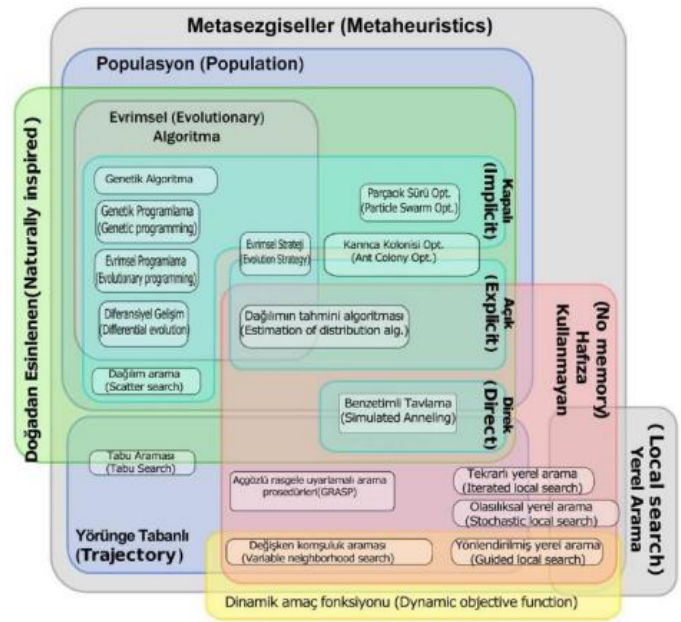 Metasezgiseller (Metaheuristics)
Populasyon (Population)
Evrimsel (Evolutionary)
Algoritma
Doğadan Esinlenen(Naturally inspired)
Genetik Algoritma
Genetik Programlama
(Genetic programming)
Evrimsel Programlama
(Evolutionary programming)
Diferansiyel Gelişim
(Differential evolution)
Dağılım arama
(Scatter search)
Evrimsel Strateji
(Evolution Strategy)
Parçacık Sürü Opt.
(Particle Swarm Opt.)
Karınca Kolonisi Opt.
(Ant Colony Opt.)
Kapalı
(Implicit)
Dağılımın tahmini algoritması
(Estimation of distribution alg.)
Açık
(Explicit)
Benzetimli Tavlama
(Simulated Anneling)
Direk
(Direct)
(No memory)
Hafıza
Kullanmayan
(Local search)
Yerel Arama
Tabu Araması
(Tabu Search)
Açgözlü rasgele uyarlamalı arama
prosedürleri(GRASP)
Tekrarlı yerel arama
(Iterated local search)
Olasılıksal yerel arama
(Stochastic local search)
Yörünge Tabanlı
(Trajectory)
Değişken komşuluk araması
(Variable neighborhood search)
Yönlendirilmiş yerel arama
(Guided local search)
Dinamik amaç fonksiyonu (Dynamic objective function)